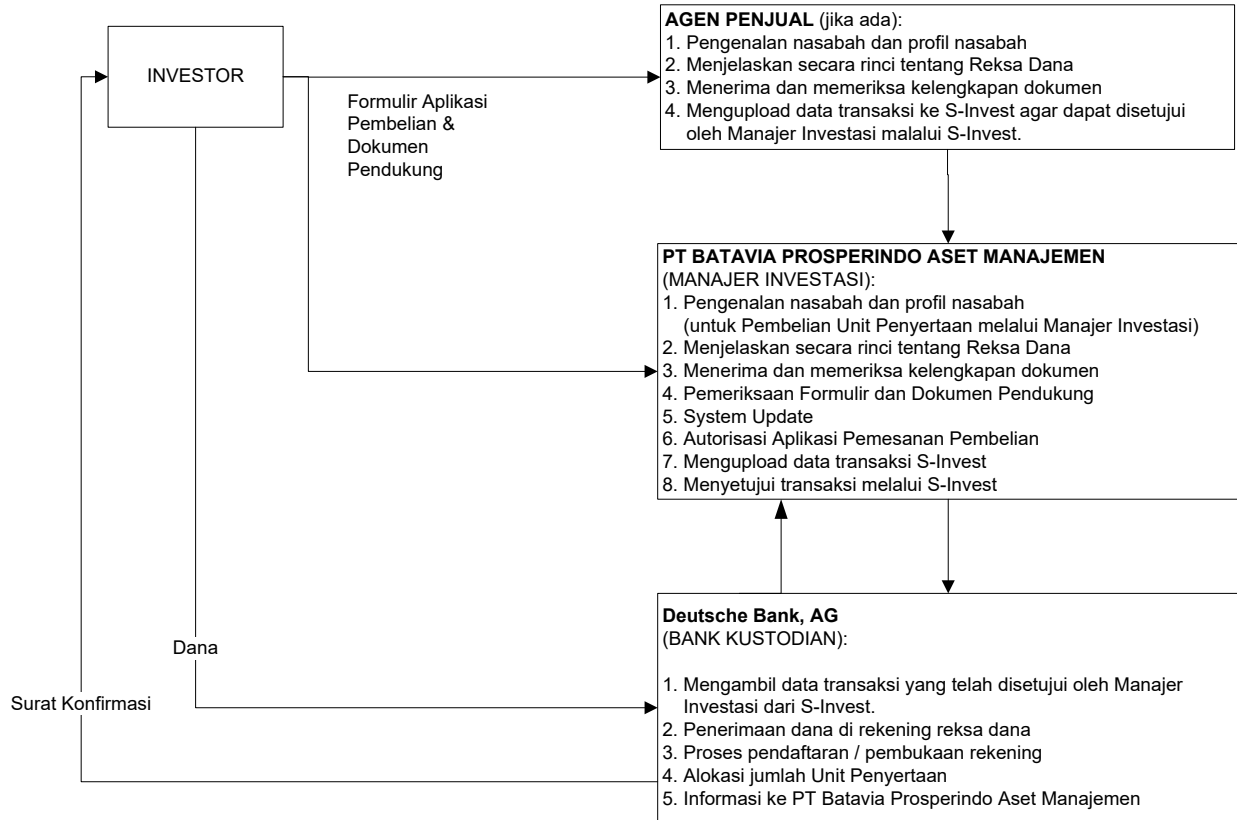 INVESTOR
Formulir Aplikasi
Pembelian &
Dokumen
Pendukung
AGEN PENJUAL (jika ada):
1. Pengenalan nasabah dan profil nasabah
2. Menjelaskan secara rinci tentang Reksa Dana
3. Menerima dan memeriksa kelengkapan dokumen
4. Mengupload data transaksi ke S-Invest agar dapat disetujui
oleh Manajer Investasi malalui S-Invest.
PT BATAVIA PROSPERINDO ASET MANAJEMEN
(MANAJER INVESTASI):
1. Pengenalan nasabah dan profil nasabah
(untuk Pembelian Unit Penyertaan melalui Manajer Investasi)
2. Menjelaskan secara rinci tentang Reksa Dana
3. Menerima dan memeriksa kelengkapan dokumen
4. Pemeriksaan Formulir dan Dokumen Pendukung
5. System Update
6. Autorisasi Aplikasi Pemesanan Pembelian
7. Mengupload data transaksi S-Invest
8. Menyetujui transaksi melalui S-Invest
Dana
Surat Konfirmasi
Deutsche Bank, AG
(BANK KUSTODIAN):
1. Mengambil data transaksi yang telah disetujui oleh Manajer
Investasi dari S-Invest.
2. Penerimaan dana di rekening reksa dana
3. Proses pendaftaran / pembukaan rekening
4. Alokasi jumlah Unit Penyertaan
5. Informasi ke PT Batavia Prosperindo Aset Manajemen